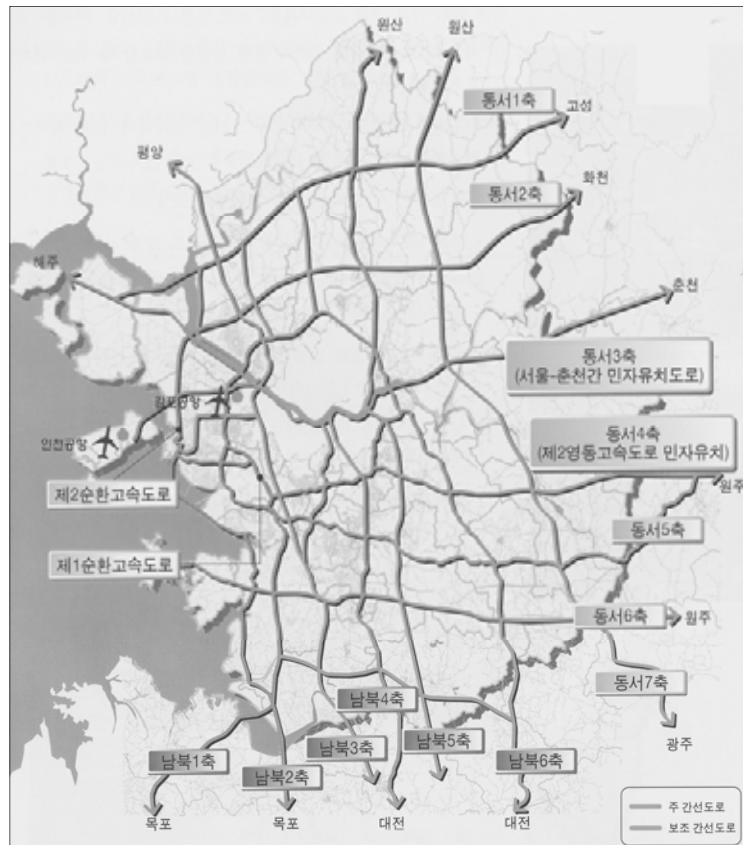 원산
원산
동서1축
고성
평양
동서2축
화천
해주
춘천
동서3축
(서울-춘천간 민자유치도로)
김포공항
인천공항
동서4축
(제2영동고속도로 민자유치)
원주
제2순환고속도로
동서5축
제1순환고속도로
동서6축
원주
동서7축
남북4축
남북1축
남북2축
남북3축
남북5축
남북6축
광주
목포
목포
대전
대전
주 간선도로
보조 간선도로